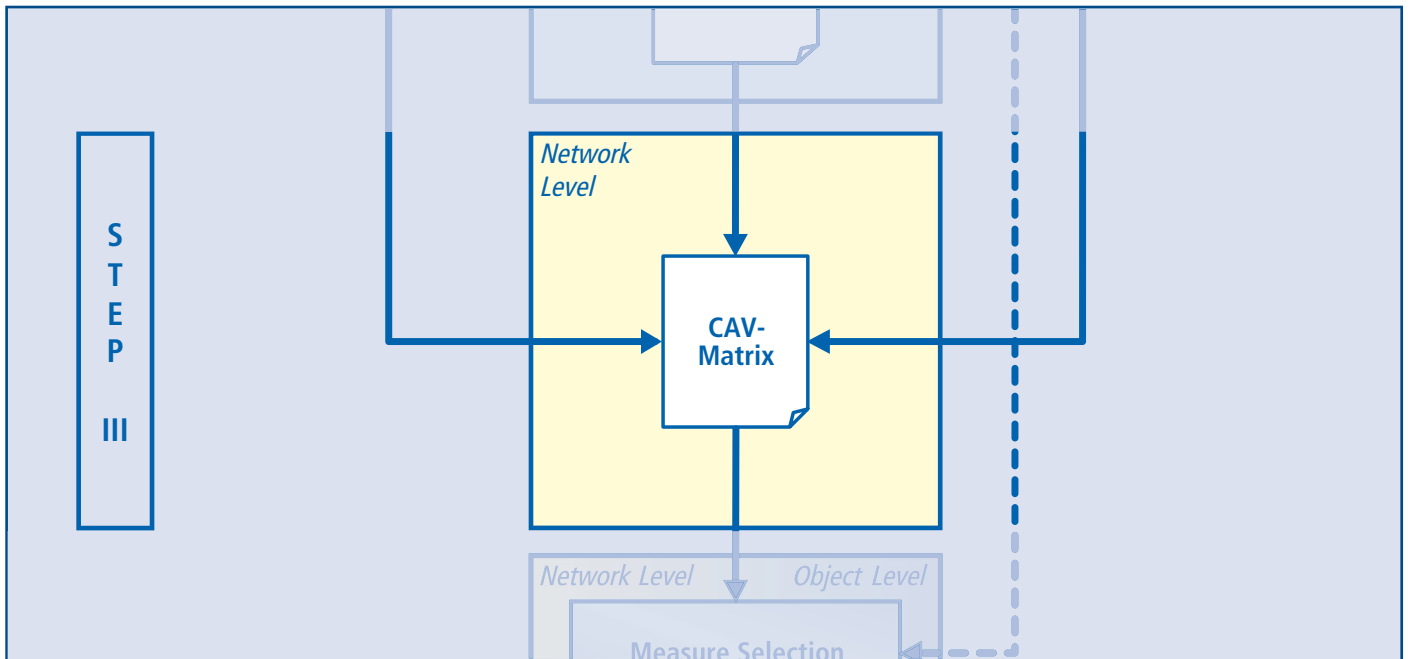 Network
Level
S
T
E
P
III
CAV-
Matrix
Network Level
Object Level
Measure Selection